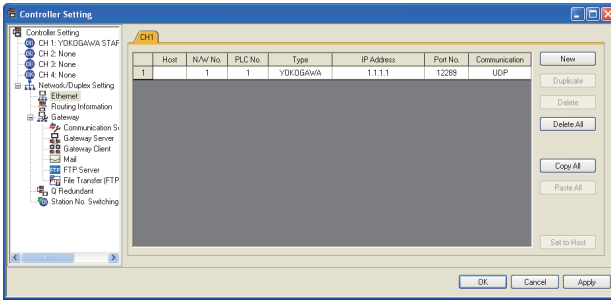 Controller Setting
Controller Setting
CH 1: YOKOGAWA STAF
CH 2: None
CH 3: None
CH 4: None
Network/Duplex Setting
Ethernet
Routing Information
Gateway
Communication S
Gateway Server
Gateway Client
Mail
FTP Server
File Transfer (FTP
Q Redundant
Station No. Switching
CH1
Host N/W No. PLC No. Type IP Address Port No. Communication
1 1 1 YOKOGAWA 1.1.1.1 12289 UDP
New
Duplicate
Delete
Delete All
Copy All
Paste All
Set to Host
OK Cancel Apply